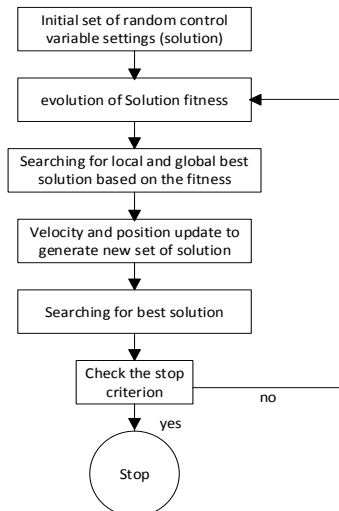 Initial set of random control
variable settings (solution)
evolution of Solution fitness
Searching for local and global best
solution based on the fitness
Velocity and position update to
generate new set of solution
Searching for best solution
Check the stop
criterion
no
yes
Stop